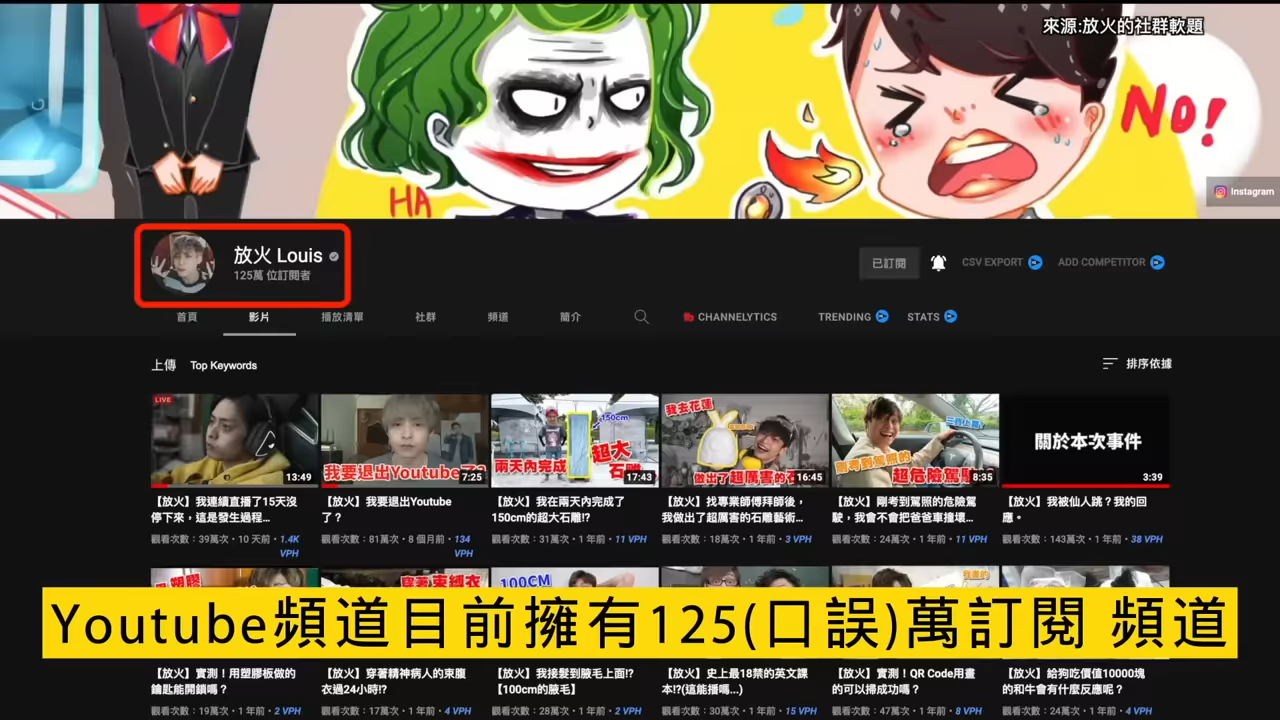 來源:放火的社群軟題
NO!
HA
Instagram
放火 Louis
125萬 位訂閱者
已訂閱
CSV EXPORT
ADD COMPETITOR
首頁
影片
播放清單
社群
頻道
簡介
CHANNELYTICS
TRENDING
STATS
上傳
Top Keywords
排序依據
LIVE
13:49
我要退出Youtube了?
7:25
150cm
兩天內完成
超大
石雕
17:43
我去花蓮
做出了超厲害的石
16:45
剛考到駕照的
超危險駕駛
8:35
關於本次事件
3:39
【放火】我連續直播了15天沒
停下來,這是發生過程...
觀看次數:39萬次・10 天前・1.4K
VPH
【放火】我要退出Youtube
了?
觀看次數:81萬次・8 個月前・134
VPH
【放火】我在兩天內完成了
150cm的超大石雕!?
觀看次數:31萬次・1 年前・11 VPH
【放火】找專業師傅拜師後,
我做出了超厲害的石雕藝術...
觀看次數:18萬次・1 年前・3 VPH
【放火】剛考到駕照的危險駕
駛,我會不會把爸爸車撞壞...
觀看次數:24萬次・1 年前・11 VPH
【放火】我被仙人跳?我的回
應。
觀看次數:143萬次・1 年前・38 VPH
塑膠
穿著束縛衣
100CM
Youtube頻道目前擁有125(口誤)萬訂閱 頻道
【放火】實測!用塑膠板做的
鑰匙能開鎖嗎?
觀看次數:19萬次・1 年前・2 VPH
【放火】穿著精神病人的束腹
衣過24小時!?
觀看次數:17萬次・1 年前・4 VPH
【放火】我接髮到腋毛上面!?
【100cm的腋毛】
觀看次數:28萬次・1 年前・2 VPH
【放火】史上最18禁的英文課
本!?(這能播嗎...)
觀看次數:30萬次・1 年前・15 VPH
【放火】實測!QR Code用畫
的可以掃成功嗎?
觀看次數:47萬次・1 年前・8 VPH
【放火】給狗吃價值10000塊
的和牛會有什麼反應呢?
觀看次數:24萬次・1 年前・4 VPH